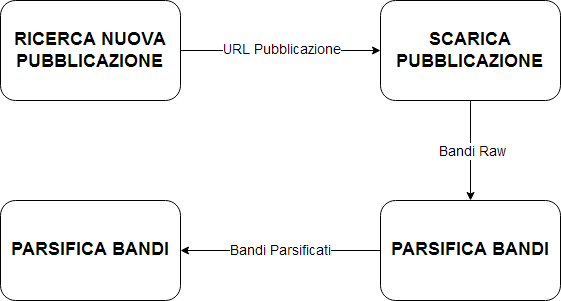 RICERCA NUOVA
PUBBLICAZIONE
URL Pubblicazione
SCARICA
PUBBLICAZIONE
Bandi Raw
PARSIFICA BANDI
Bandi Parsificati
PARSIFICA BANDI